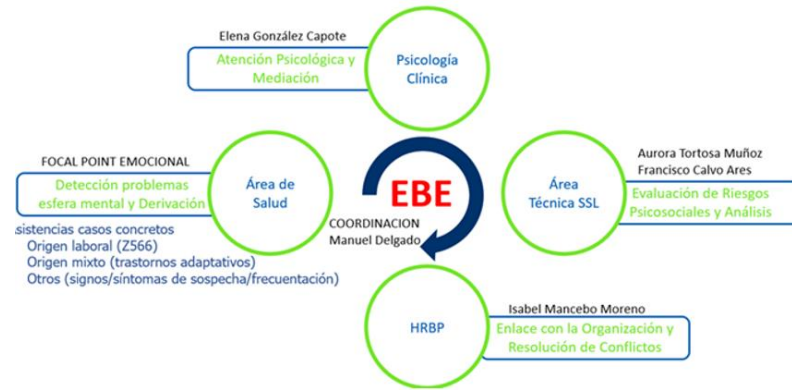 Elena González Capote
Atención Psicológica y
Mediación
Psicología
Clínica
FOCAL POINT EMOCIONAL
Detección problemas
esfera mental y Derivación
Área de
Salud
sistencias casos concretos
Origen laboral (Z566)
Origen mixto (trastornos adaptativos)
Otros (signos/síntomas de sospecha/frecuentación)
EBE
COORDINACION
Manuel Delgado
Área
Técnica SSL
Aurora Tortosa Muñoz
Francisco Calvo Ares
Evaluación de Riesgos
Psicosociales y Análisis
HRBP
Isabel Mancebo Moreno
Enlace con la Organización y
Resolución de Conflictos